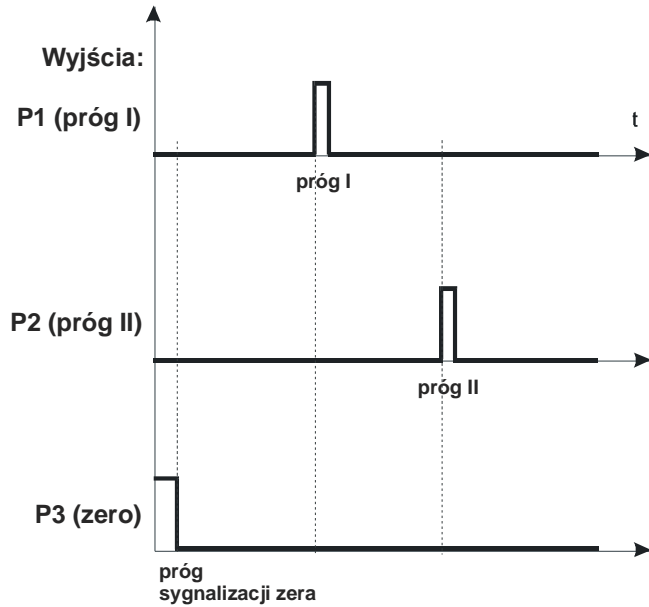 Wyjścia:
P1 (próg I)
t
próg I
P2 (próg II)
próg II
P3 (zero)
próg
sygnalizacji zera